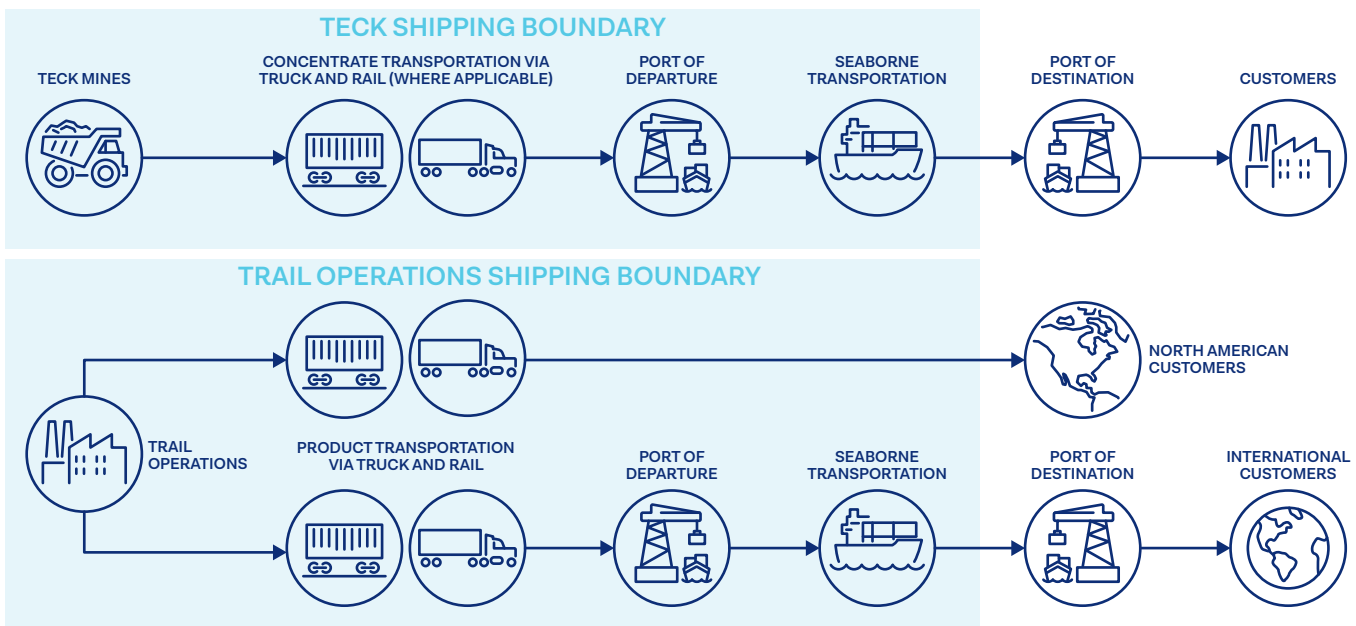 TECK SHIPPING BOUNDARY
TECK MINES
CONCENTRATE TRANSPORTATION VIA
TRUCK AND RAIL (WHERE APPLICABLE)
PORT OF
DEPARTURE
SEABORNE
TRANSPORTATION
PORT OF
DESTINATION
CUSTOMERS
TRAIL OPERATIONS SHIPPING BOUNDARY
NORTH AMERICAN
CUSTOMERS
TRAIL
OPERATIONS
PRODUCT TRANSPORTATION
VIA TRUCK AND RAIL
PORT OF
DEPARTURE
SEABORNE
TRANSPORTATION
PORT OF
DESTINATION
INTERNATIONAL
CUSTOMERS